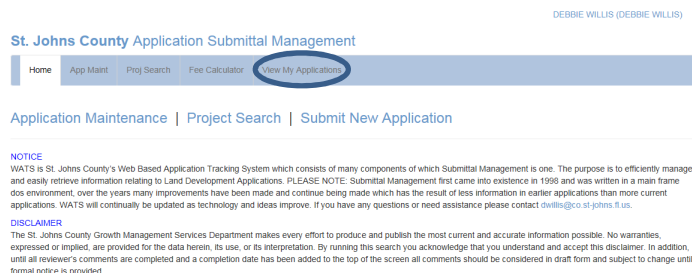 DEBBIE WILLIS (DEBBIE WILLIS)
St. Johns County Application Submittal Management
Home App Maint Proj Search Fee Calculator View My Applications
Application Maintenance | Project Search | Submit New Application
NOTICE
WATS is St. Johns County's Web Based Application Tracking System which consists of many components of which Submittal Management is one. The purpose is to efficiently manage
and easily retrieve information relating to Land Development Applications. PLEASE NOTE: Submittal Management first came into existence in 1998 and was written in a main frame
dos environment, over the years many improvements have been made and continue being made which has the result of less information in earlier applications than more current
applications. WATS will continually be updated as technology and ideas improve. If you have any questions or need assistance please contact dwillis@co.st-johns.fl.us.
DISCLAIMER
The St. Johns County Growth Management Services Department makes every effort to produce and publish the most current and accurate information possible. No warranties,
expressed or implied, are provided for the data herein, its use, or its interpretation. By running this search you acknowledge that you understand and accept this disclaimer. In addition,
until all reviewer's comments are completed and a completion date has been added to the top of the screen all comments should be considered in draft form and subject to change until
formal notice is provided.